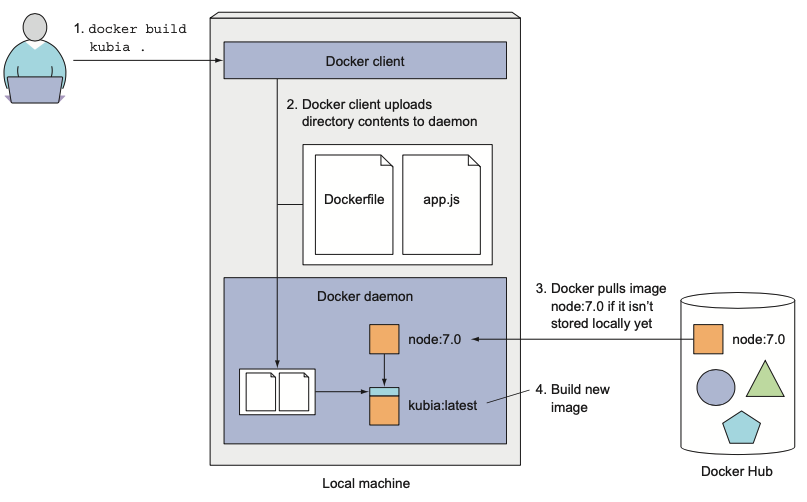 1. docker build
kubia .
Docker client
2. Docker client uploads
directory contents to daemon
Dockerfile
app.js
Docker daemon
3. Docker pulls image
node:7.0 if it isn’t
stored locally yet
node:7.0
node:7.0
kubia:latest
4. Build new
image
Docker Hub
Local machine